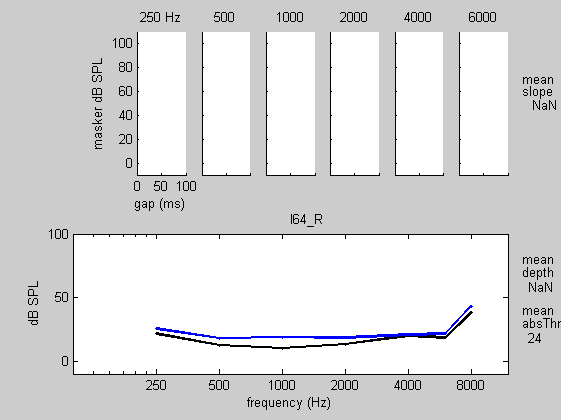 250 Hz 500 1000 2000 4000 6000
100
80
60
40
20
0
masker dB SPL
0 50 100
gap (ms)
mean
slope
NaN
I64_R
100
50
0
dB SPL
250 500 1000 2000 4000 8000
frequency (Hz)
mean
depth
NaN
mean
absThr
24